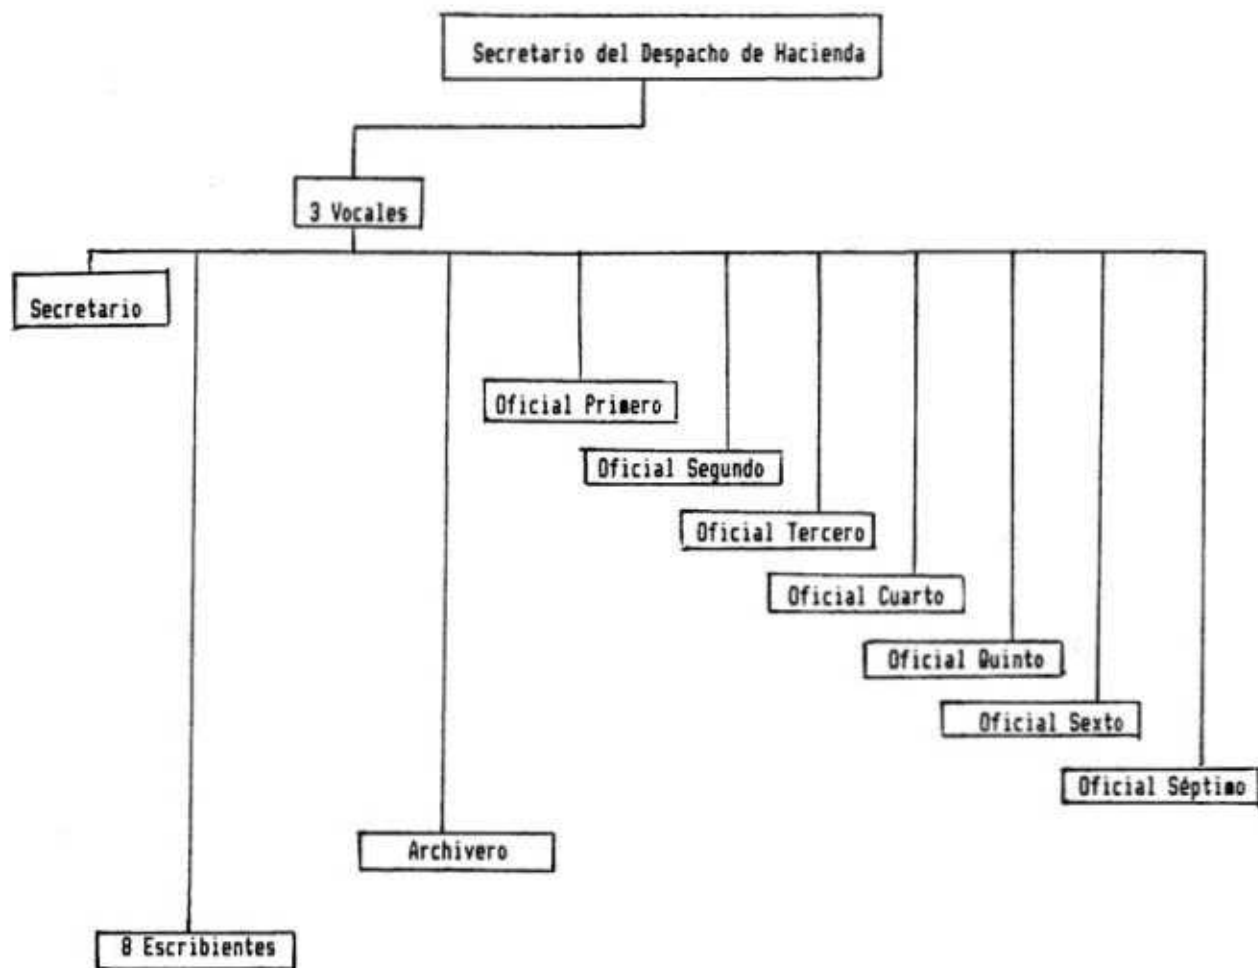 Secretario del Despacho de Hacienda
3 Vocales
Secretario
Oficial Primero
Oficial Segundo
Oficial Tercero
Oficial Cuarto
Oficial Quinto
Oficial Sexto
Oficial Séptimo
Archivero
8 Escribientes